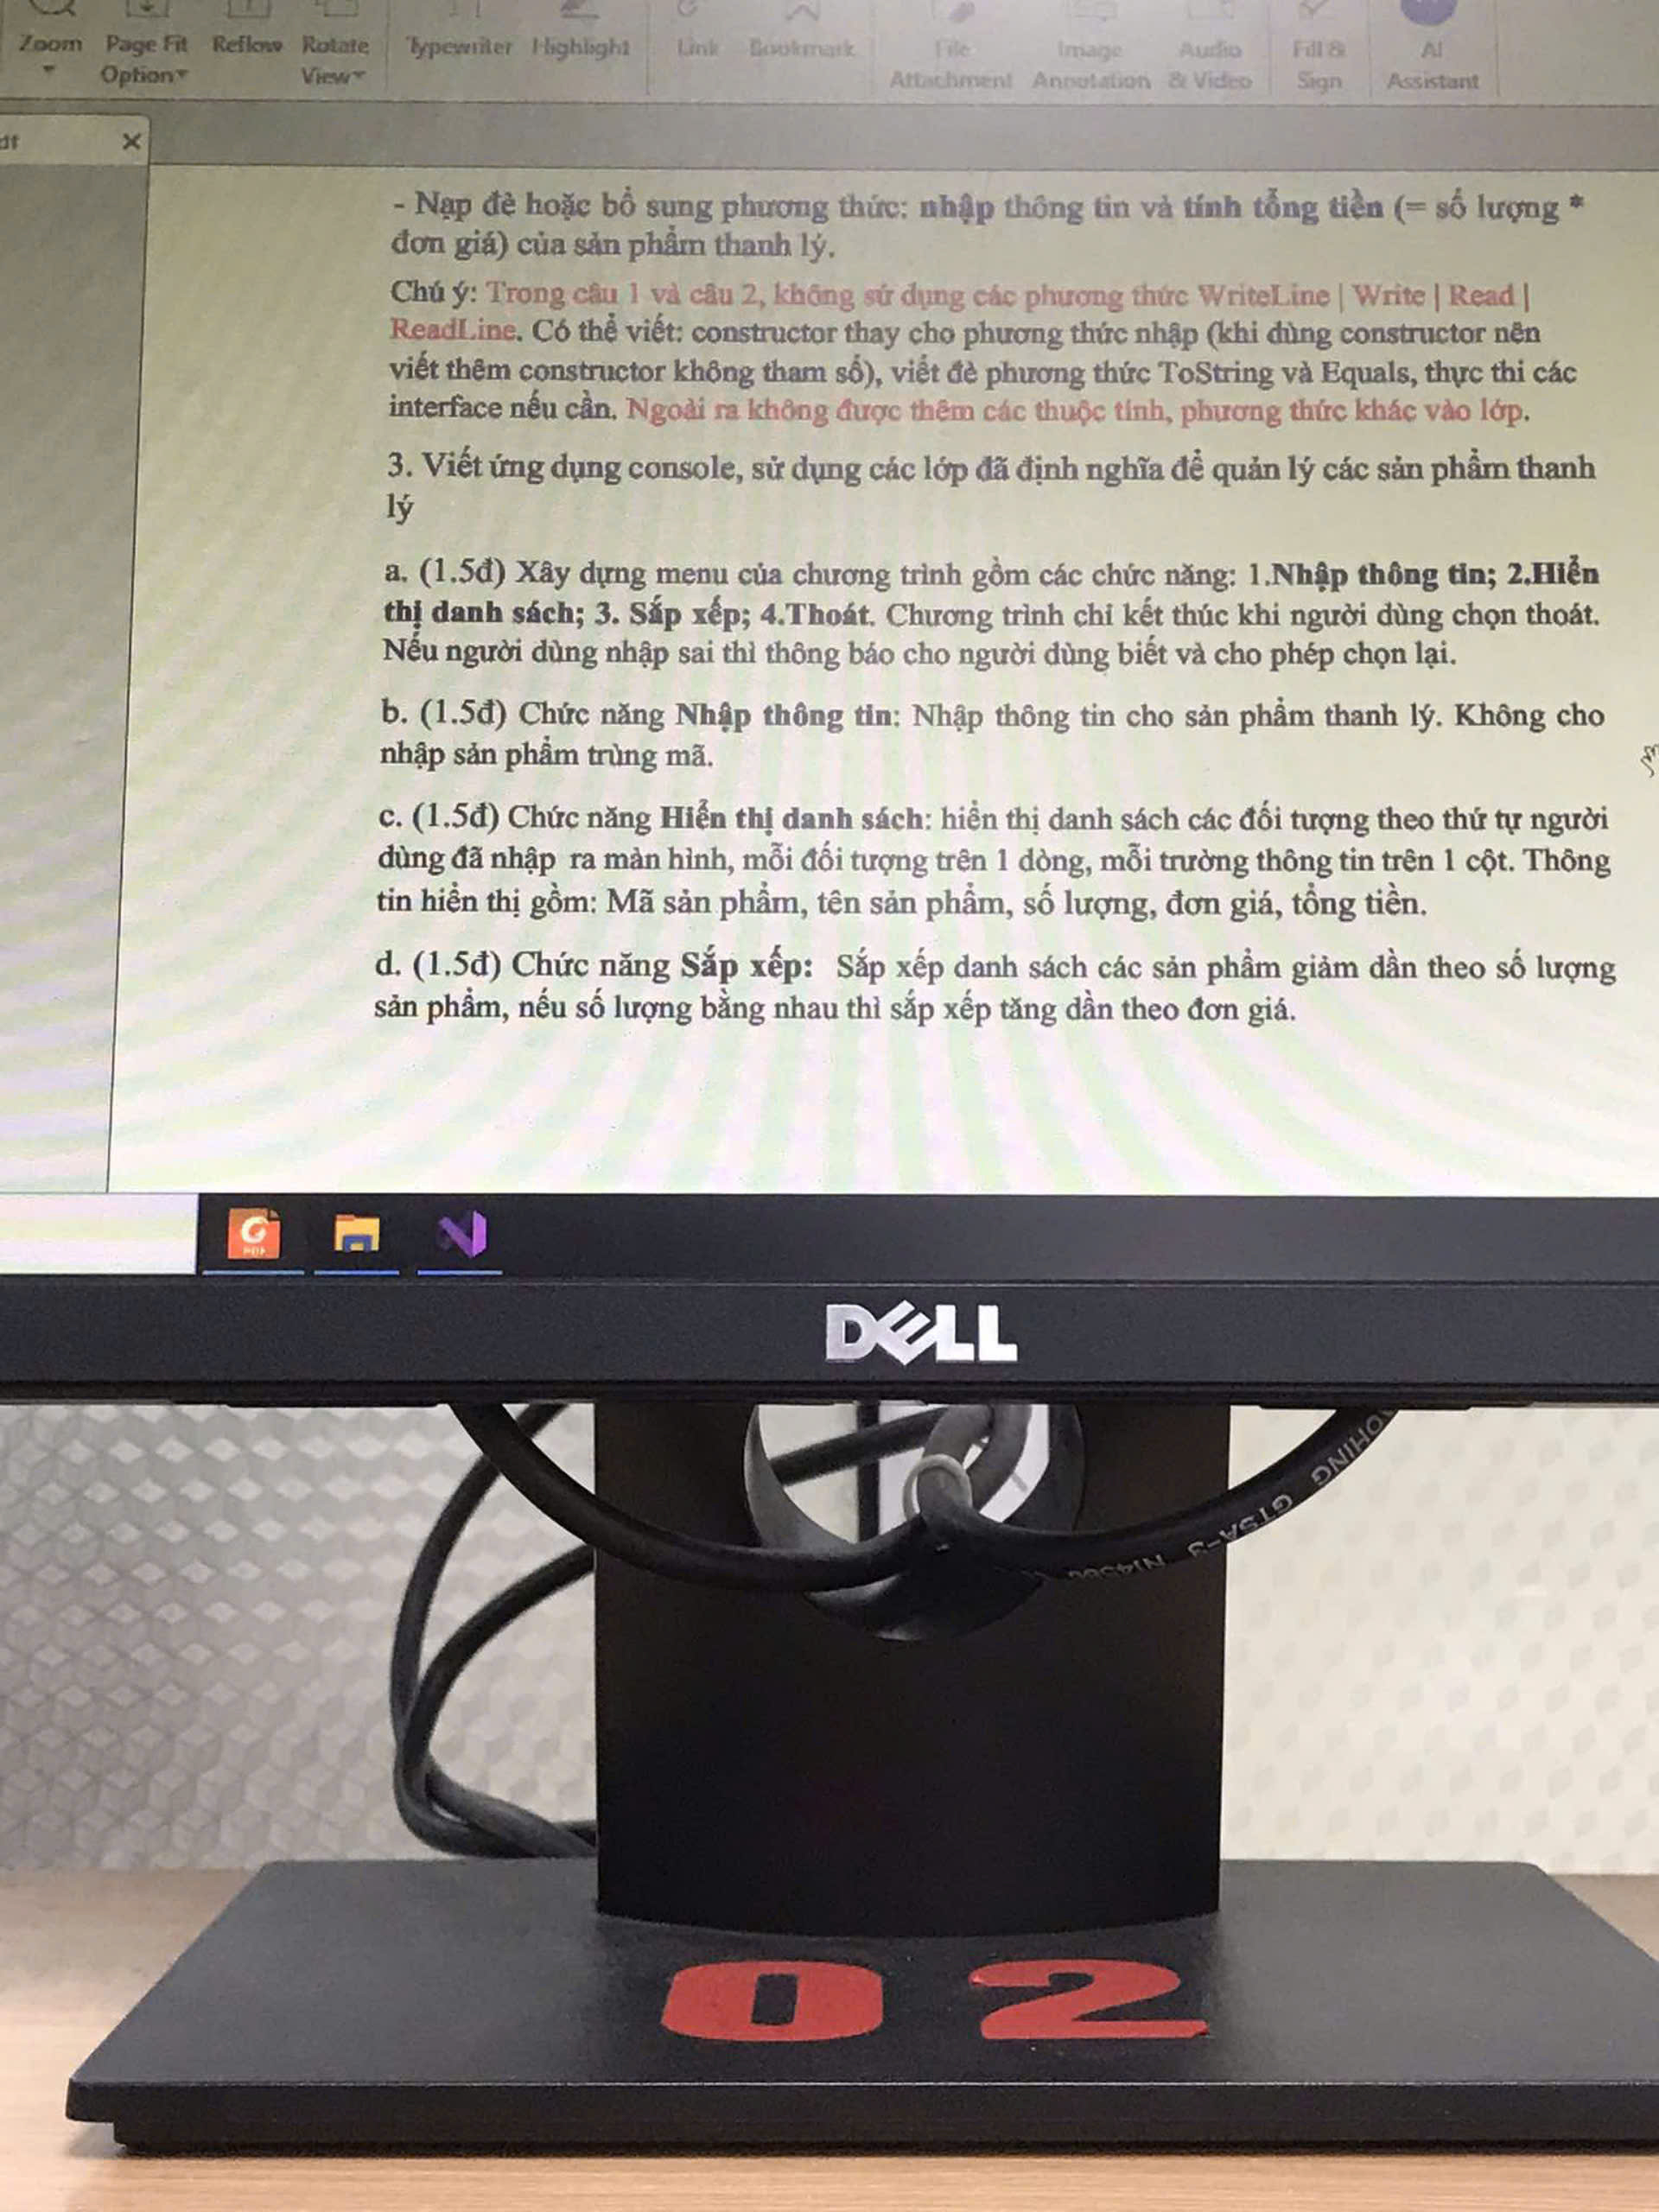 Zoom Page Fit Reflow Rotate Typewriter Highlight Link Bookmark File Image Audio Fill & AI
Option View Attachment Annotation & Video Sign Assistant
- Nạp đè hoặc bổ sung phương thức: nhập thông tin và tính tổng tiền (= số lượng *
đơn giá) của sản phẩm thanh lý.
Chú ý: Trong câu 1 và câu 2, không sử dụng các phương thức WriteLine | Write | Read |
ReadLine. Có thể viết: constructor thay cho phương thức nhập (khi dùng constructor nên
viết thêm constructor không tham số), viết đè phương thức ToString và Equals, thực thi các
interface nếu cần. Ngoài ra không được thêm các thuộc tính, phương thức khác vào lớp.
3. Viết ứng dụng console, sử dụng các lớp đã định nghĩa để quản lý các sản phẩm thanh
lý
a. (1.5đ) Xây dựng menu của chương trình gồm các chức năng: 1.Nhập thông tin; 2.Hiển
thị danh sách; 3. Sắp xếp; 4.Thoát. Chương trình chỉ kết thúc khi người dùng chọn thoát.
Nếu người dùng nhập sai thì thông báo cho người dùng biết và cho phép chọn lại.
b. (1.5đ) Chức năng Nhập thông tin: Nhập thông tin cho sản phẩm thanh lý. Không cho
nhập sản phẩm trùng mã.
c. (1.5đ) Chức năng Hiển thị danh sách: hiển thị danh sách các đối tượng theo thứ tự người
dùng đã nhập ra màn hình, mỗi đối tượng trên 1 dòng, mỗi trường thông tin trên 1 cột. Thông
tin hiển thị gồm: Mã sản phẩm, tên sản phẩm, số lượng, đơn giá, tổng tiền.
d. (1.5đ) Chức năng Sắp xếp: Sắp xếp danh sách các sản phẩm giảm dần theo số lượng
sản phẩm, nếu số lượng bằng nhau thì sắp xếp tăng dần theo đơn giá.
PDF
DELL
GTSA-3
02